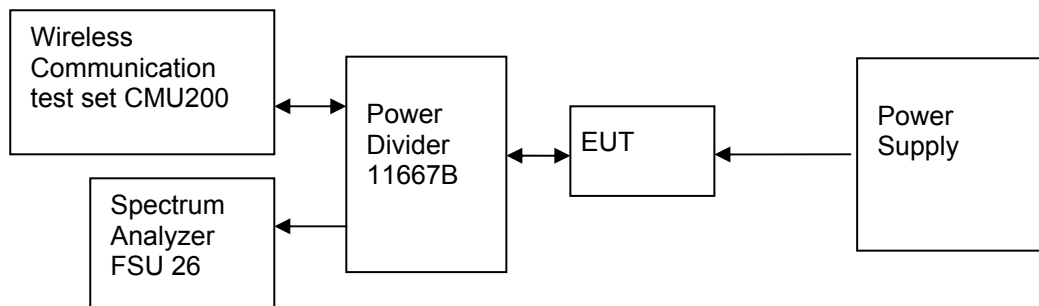 Wireless
Communication
test set CMU200
Power
Divider
11667B
EUT
Power
Supply
Spectrum
Analyzer
FSU 26